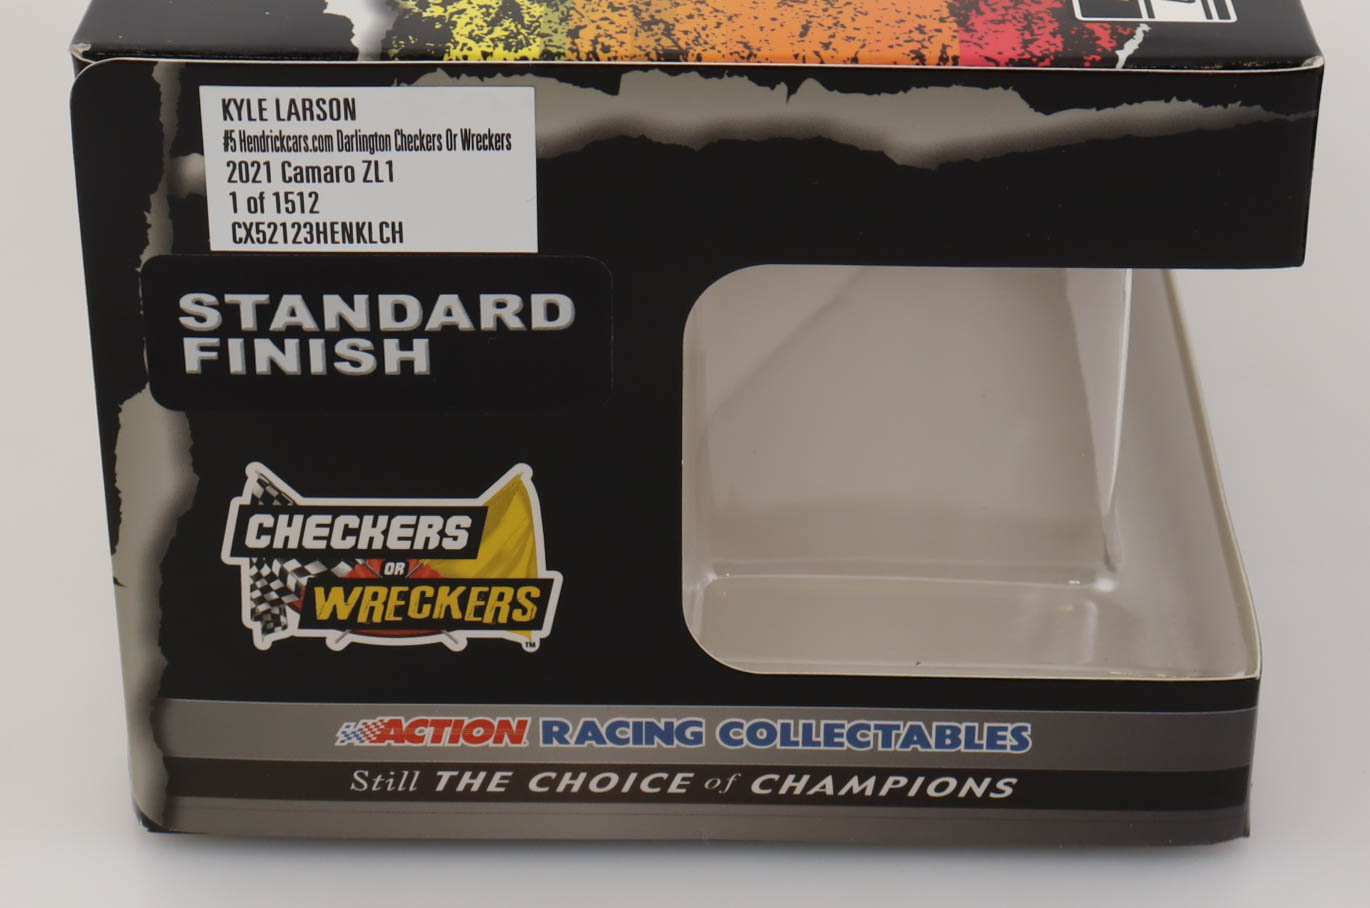 KYLE LARSON
#5 Hendrickcars.com Darlington Checkers Or Wreckers
2021 Camaro ZL1
1 of 1512
CX52123HENKLCH
STANDARD
FINISH
CHECKERS
OR
WRECKERS
TM
ACTION RACING COLLECTABLES
Still THE CHOICE of CHAMPIONS